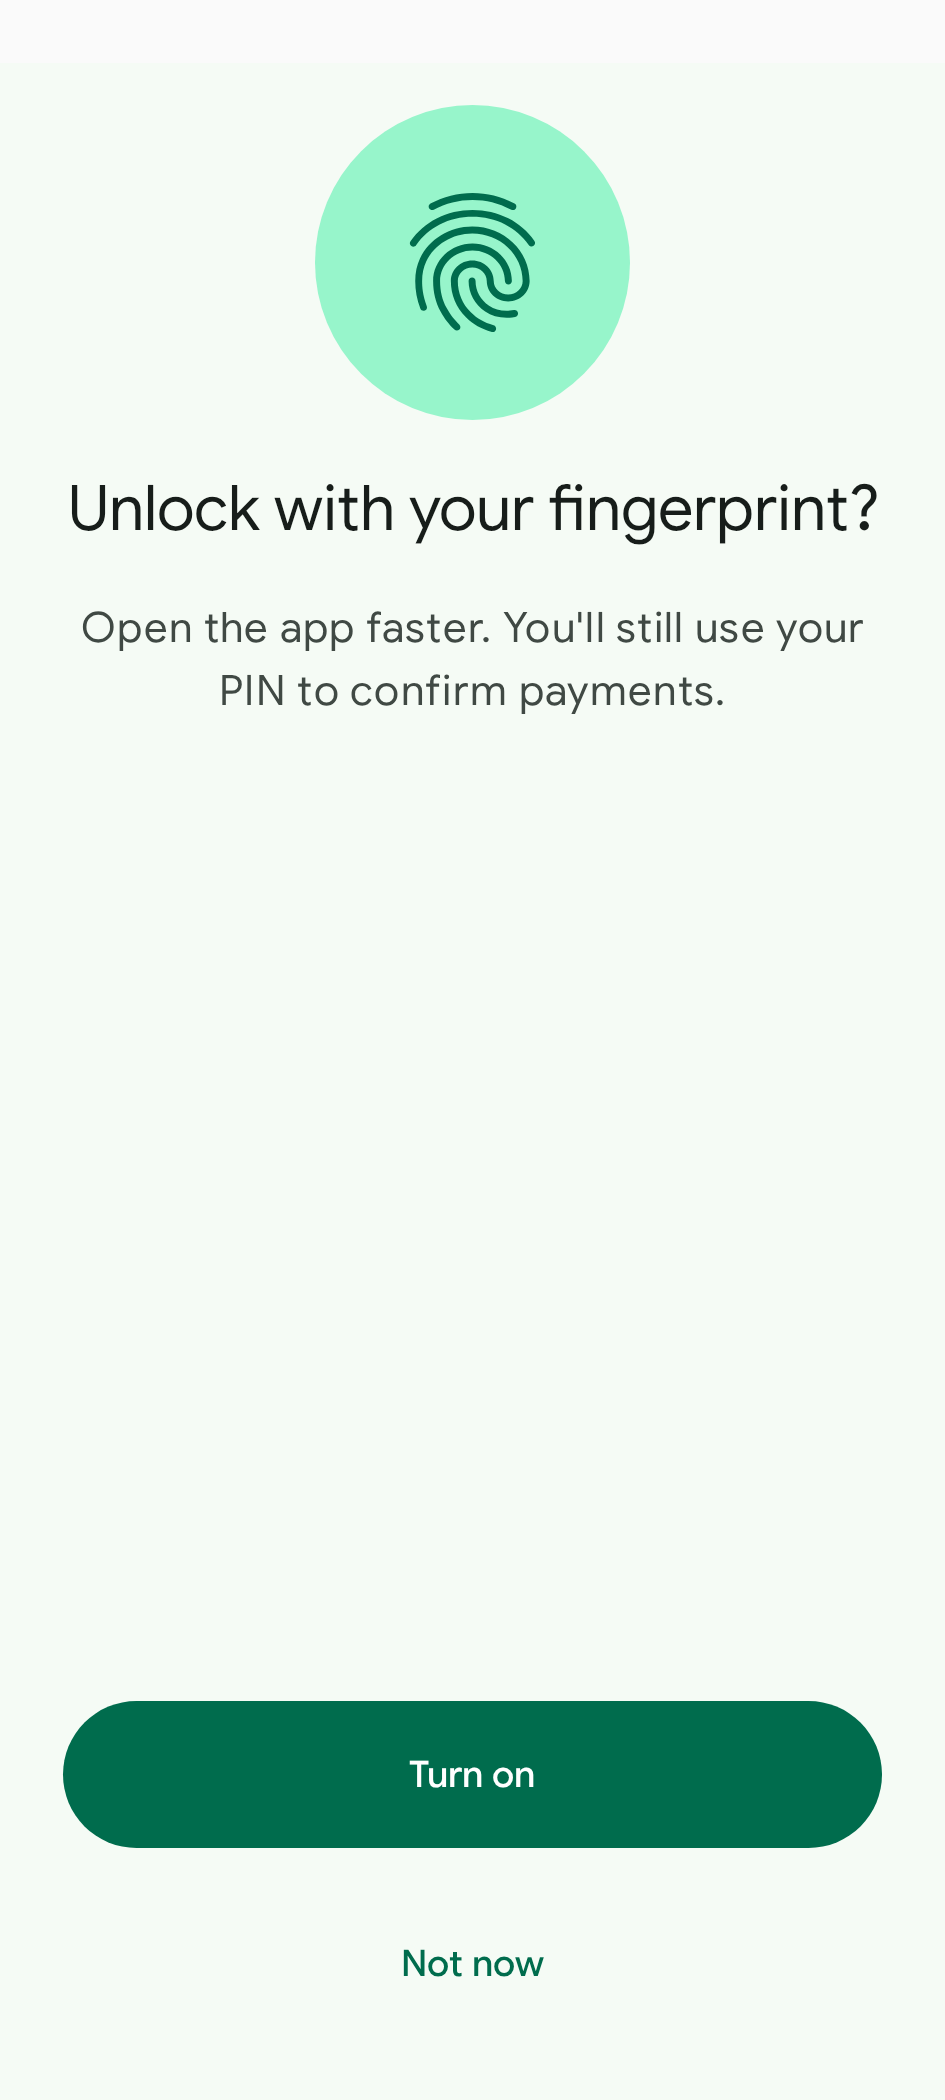 Unlock with your fingerprint?
Open the app faster. You'll still use your
PIN to confirm payments.
Turn on
Not now